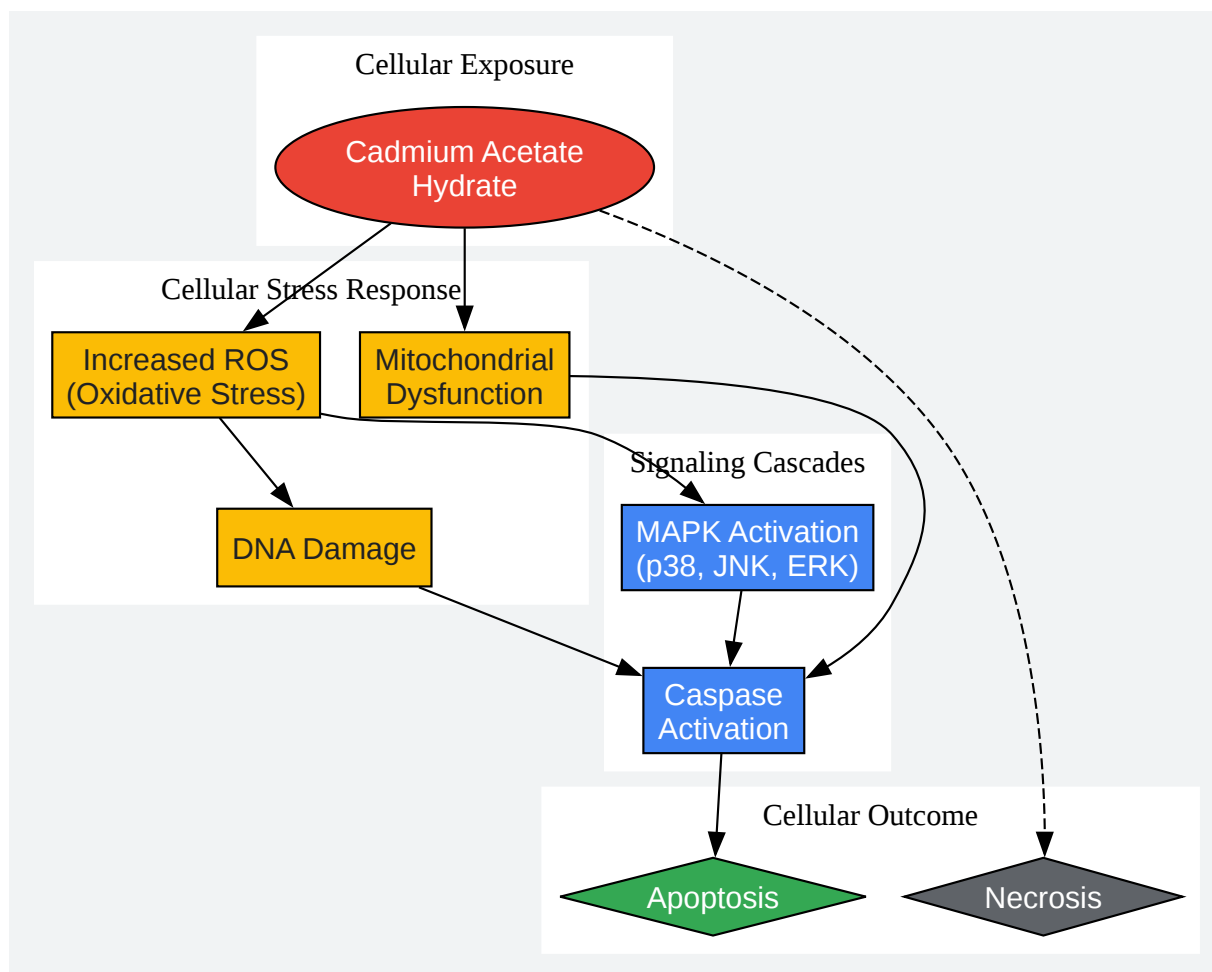 Cellular Exposure
Cadmium Acetate
Hydrate
Cellular Stress Response
Increased ROS
(Oxidative Stress)
Mitochondrial
Dysfunction
DNA Damage
Signaling Cascades
MAPK Activation
(p38, JNK, ERK)
Caspase
Activation
Cellular Outcome
Apoptosis
Necrosis